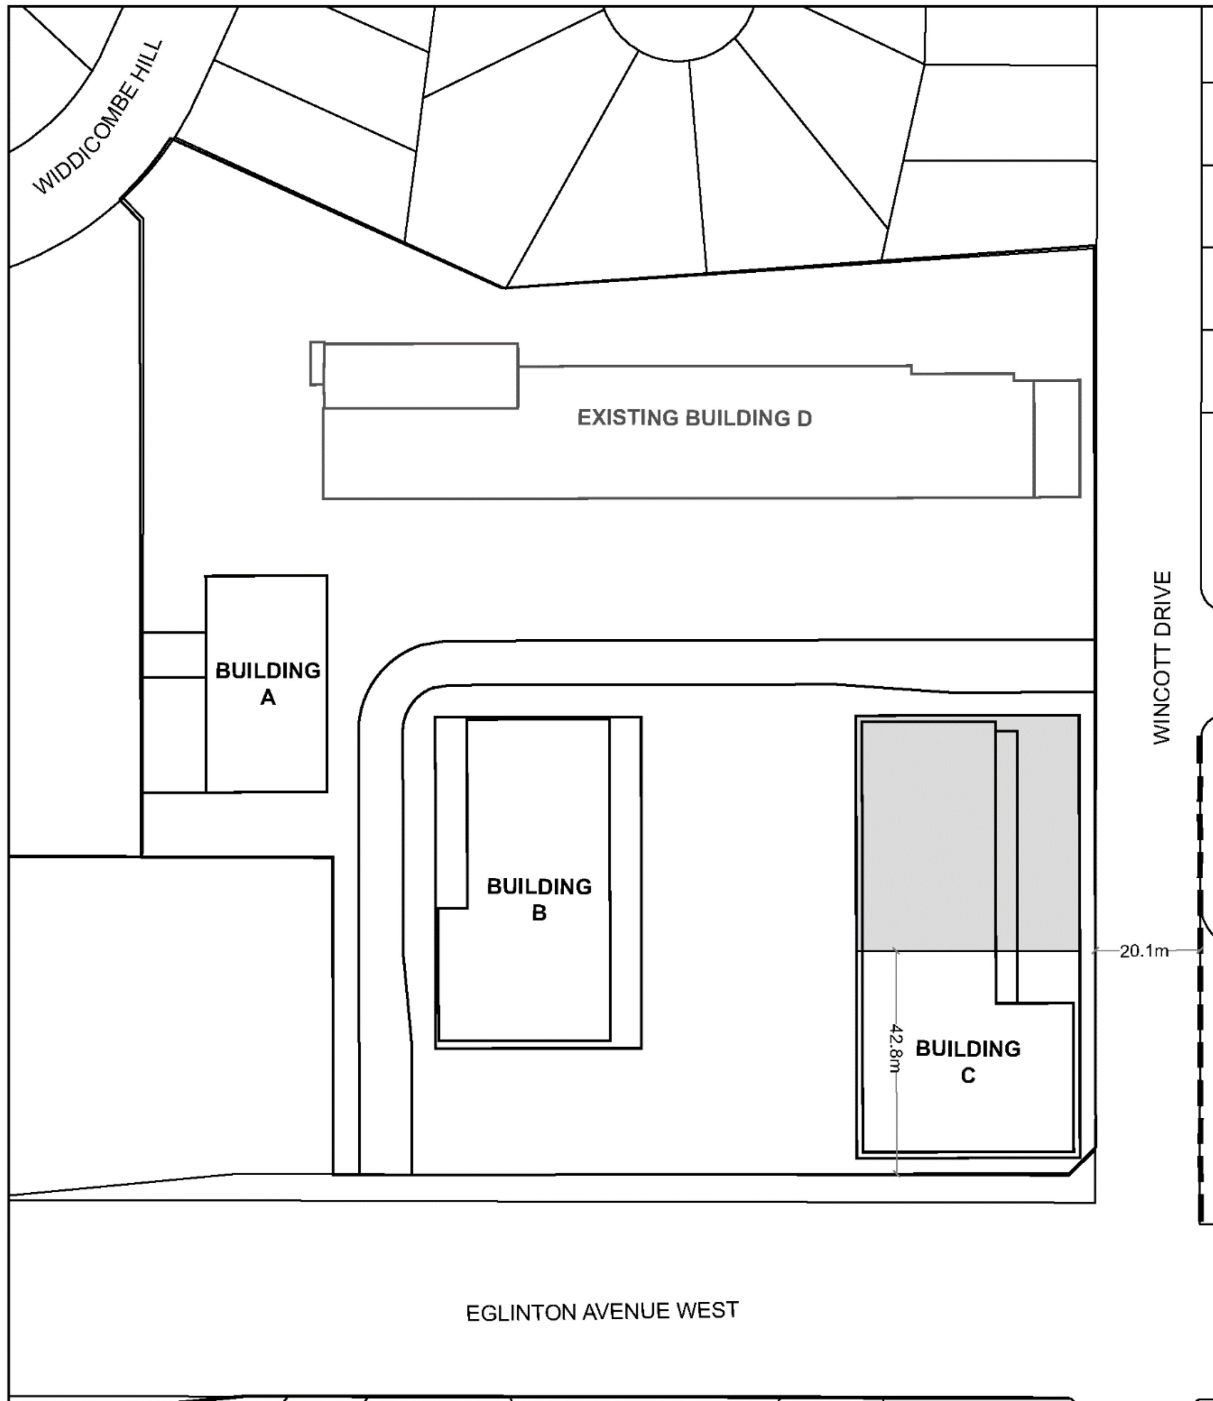 WIDDICOMBE HILL
EXISTING BUILDING D
WINCOTT DRIVE
BUILDING
A
BUILDING
B
20.1m
42.8m
BUILDING
C
EGLINTON AVENUE WEST